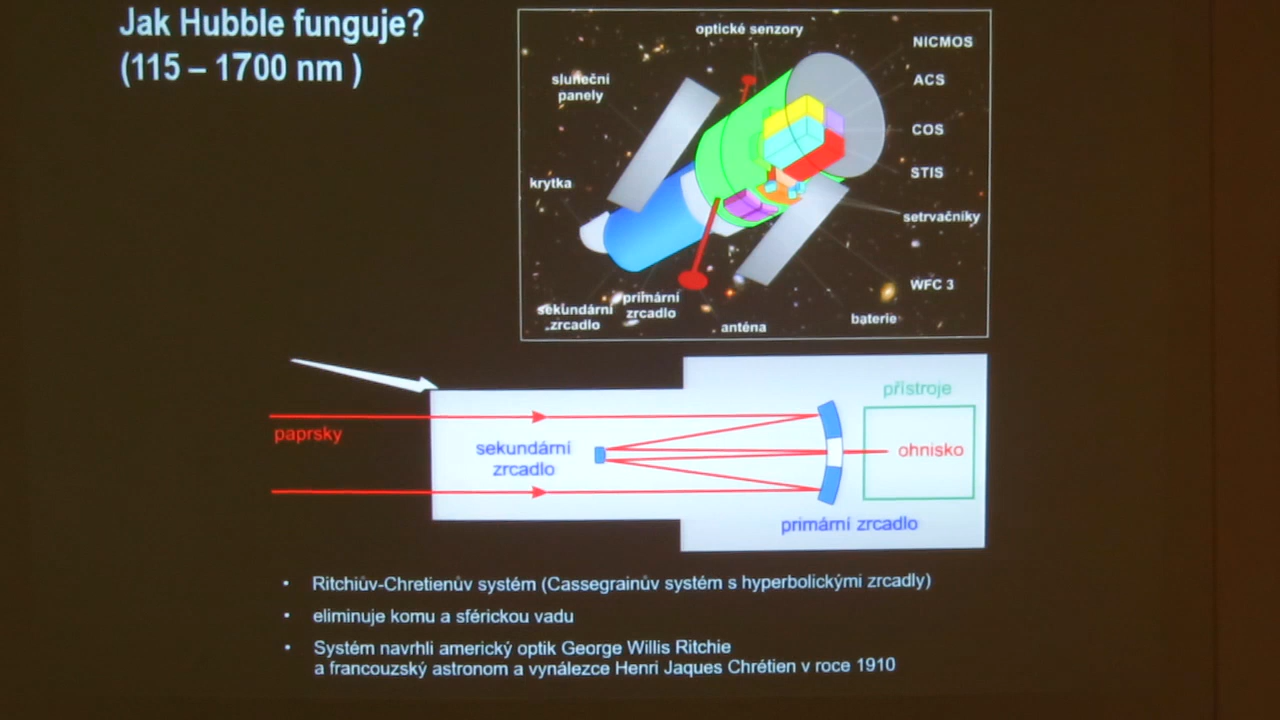 Jak Hubble funguje?
(115 – 1700 nm )
optické senzory
NICMOS
sluneční
panely
ACS
COS
STIS
krytka
setrvačníky
WFC 3
sekundární
zrcadlo
primární
zrcadlo
anténa
baterie
přístroje
paprsky
sekundární
zrcadlo
ohnisko
primární zrcadlo
• Ritchiův-Chretienův systém (Cassegrainův systém s hyperbolickými zrcadly)
• eliminuje komu a sférickou vadu
• Systém navrhli americký optik George Willis Ritchie
a francouzský astronom a vynálezce Henri Jaques Chrétien v roce 1910